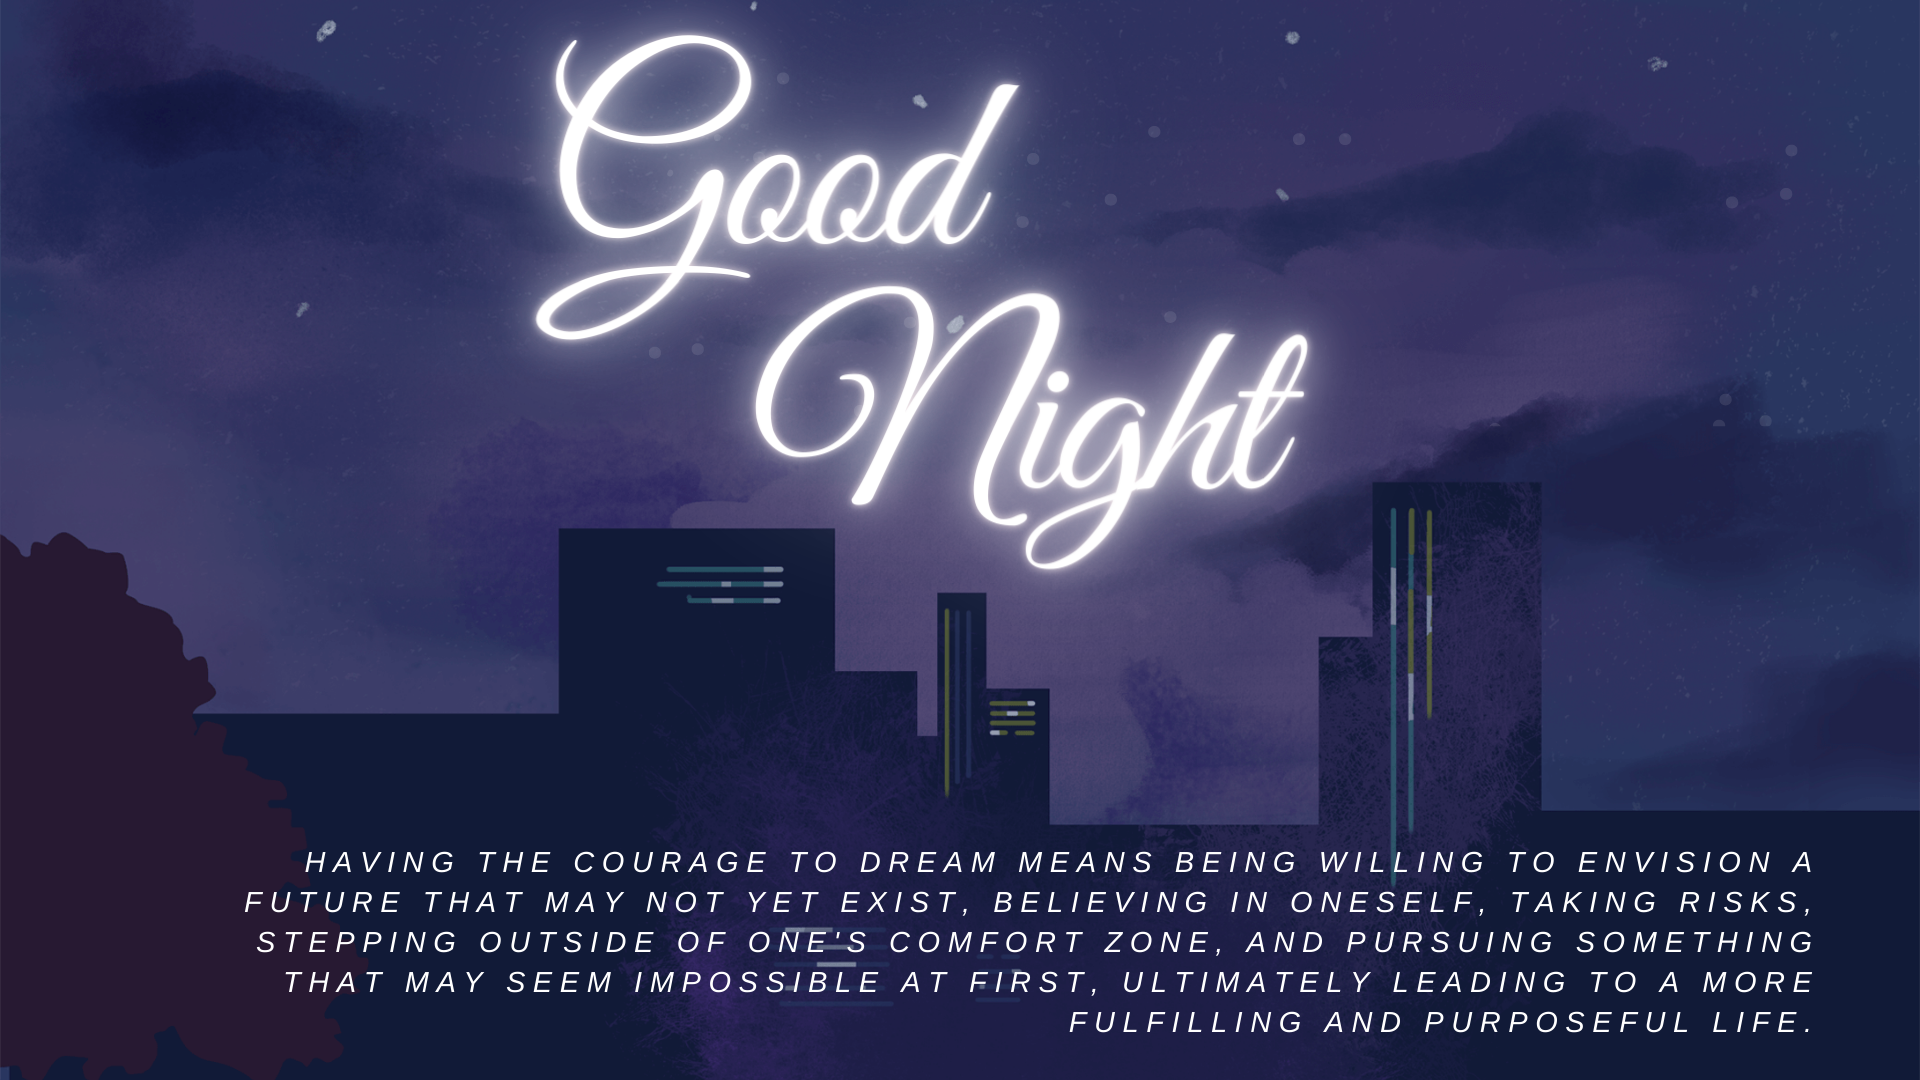 Good
Night
HAVING THE COURAGE TO DREAM MEANS BEING WILLING TO ENVISION A
FUTURE THAT MAY NOT YET EXIST, BELIEVING IN ONESELF, TAKING RISKS,
STEPPING OUTSIDE OF ONE'S COMFORT ZONE, AND PURSUING SOMETHING
THAT MAY SEEM IMPOSSIBLE AT FIRST, ULTIMATELY LEADING TO A MORE
FULFILLING AND PURPOSEFUL LIFE.